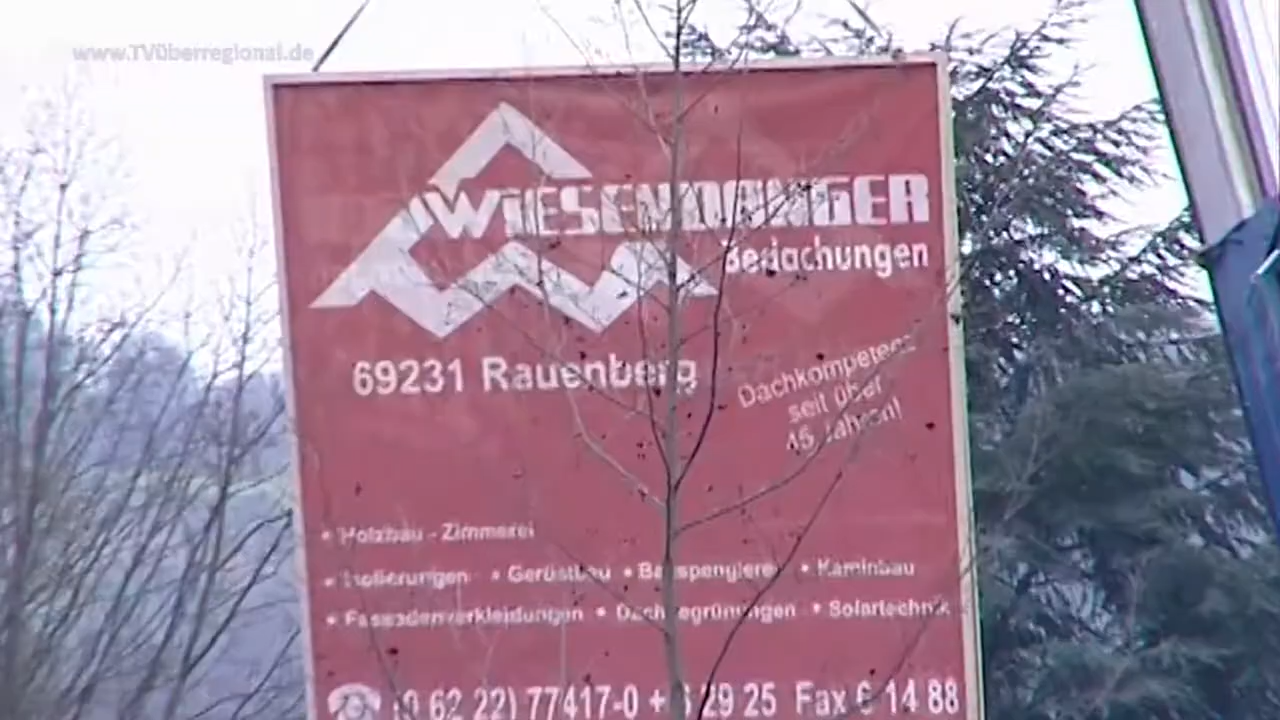 www.TVüberregional.de
WIESENDANGER
Bedachungen
69231 Rauenberg
Dachkompetenz
seit über
45 Jahren!
• Holzbau - Zimmerei
• Isolierungen • Gerüstbau • Bauspenglerei • Kaminbau
• Fassadenverkleidungen • Dachbegrünungen • Solartechnik
(0 62 22) 77417-0 + 6 29 25 Fax 6 14 88